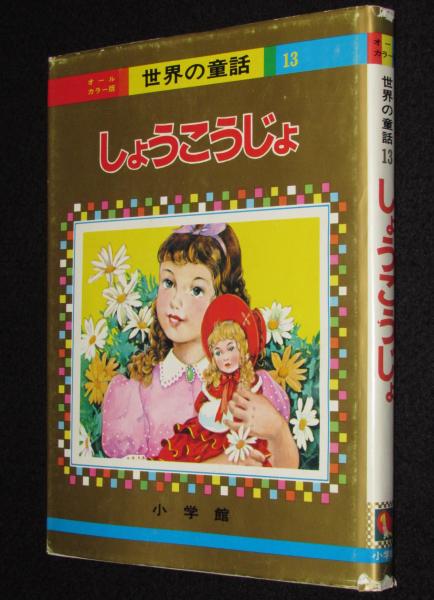 オール
カラー版
世界の童話
13
しょうこうじょ
小学館
オール
カラー版
世界の童話
13
しょうこうじょ
小学館